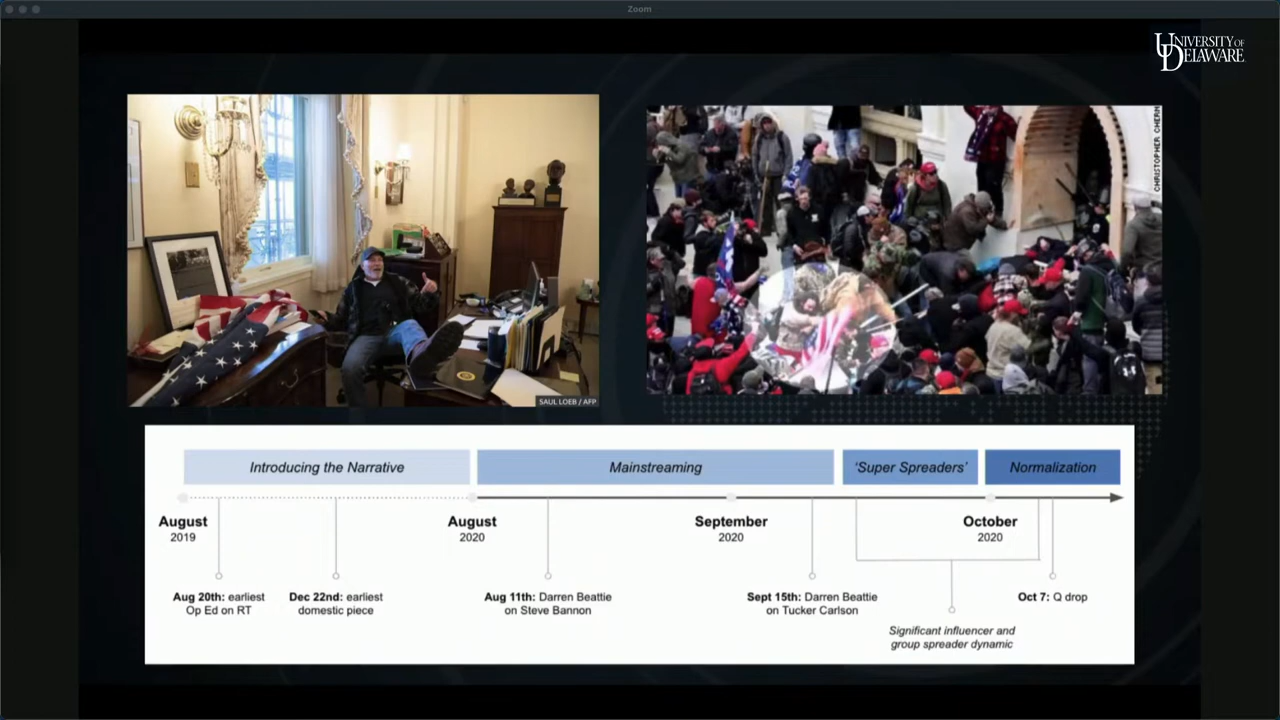 Zoom
UNIVERSITY OF
DELAWARE
CHRISTOPHER CHERN
SAUL LOEB / AFP
Introducing the Narrative
Mainstreaming
'Super Spreaders'
Normalization
August
2019
August
2020
September
2020
October
2020
Aug 20th: earliest
Op Ed on RT
Dec 22nd: earliest
domestic piece
Aug 11th: Darren Beattie
on Steve Bannon
Sept 15th: Darren Beattie
on Tucker Carlson
Oct 7: Q drop
Significant influencer and
group spreader dynamic